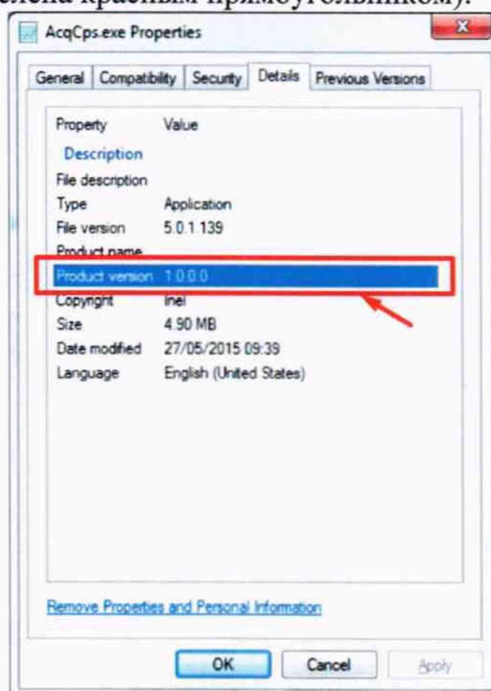 красным прямоугольником).
AcqCps.exe Properties
General Compatibility Security Details Previous Versions
Property Value
Description
File description
Type Application
File version 5.0.1.139
Product name
Product version 1.0.0.0
Copyright Inel
Size 4.90 MB
Date modified 27/05/2015 09:39
Language English (United States)
Remove Properties and Personal Information
OK Cancel Apply